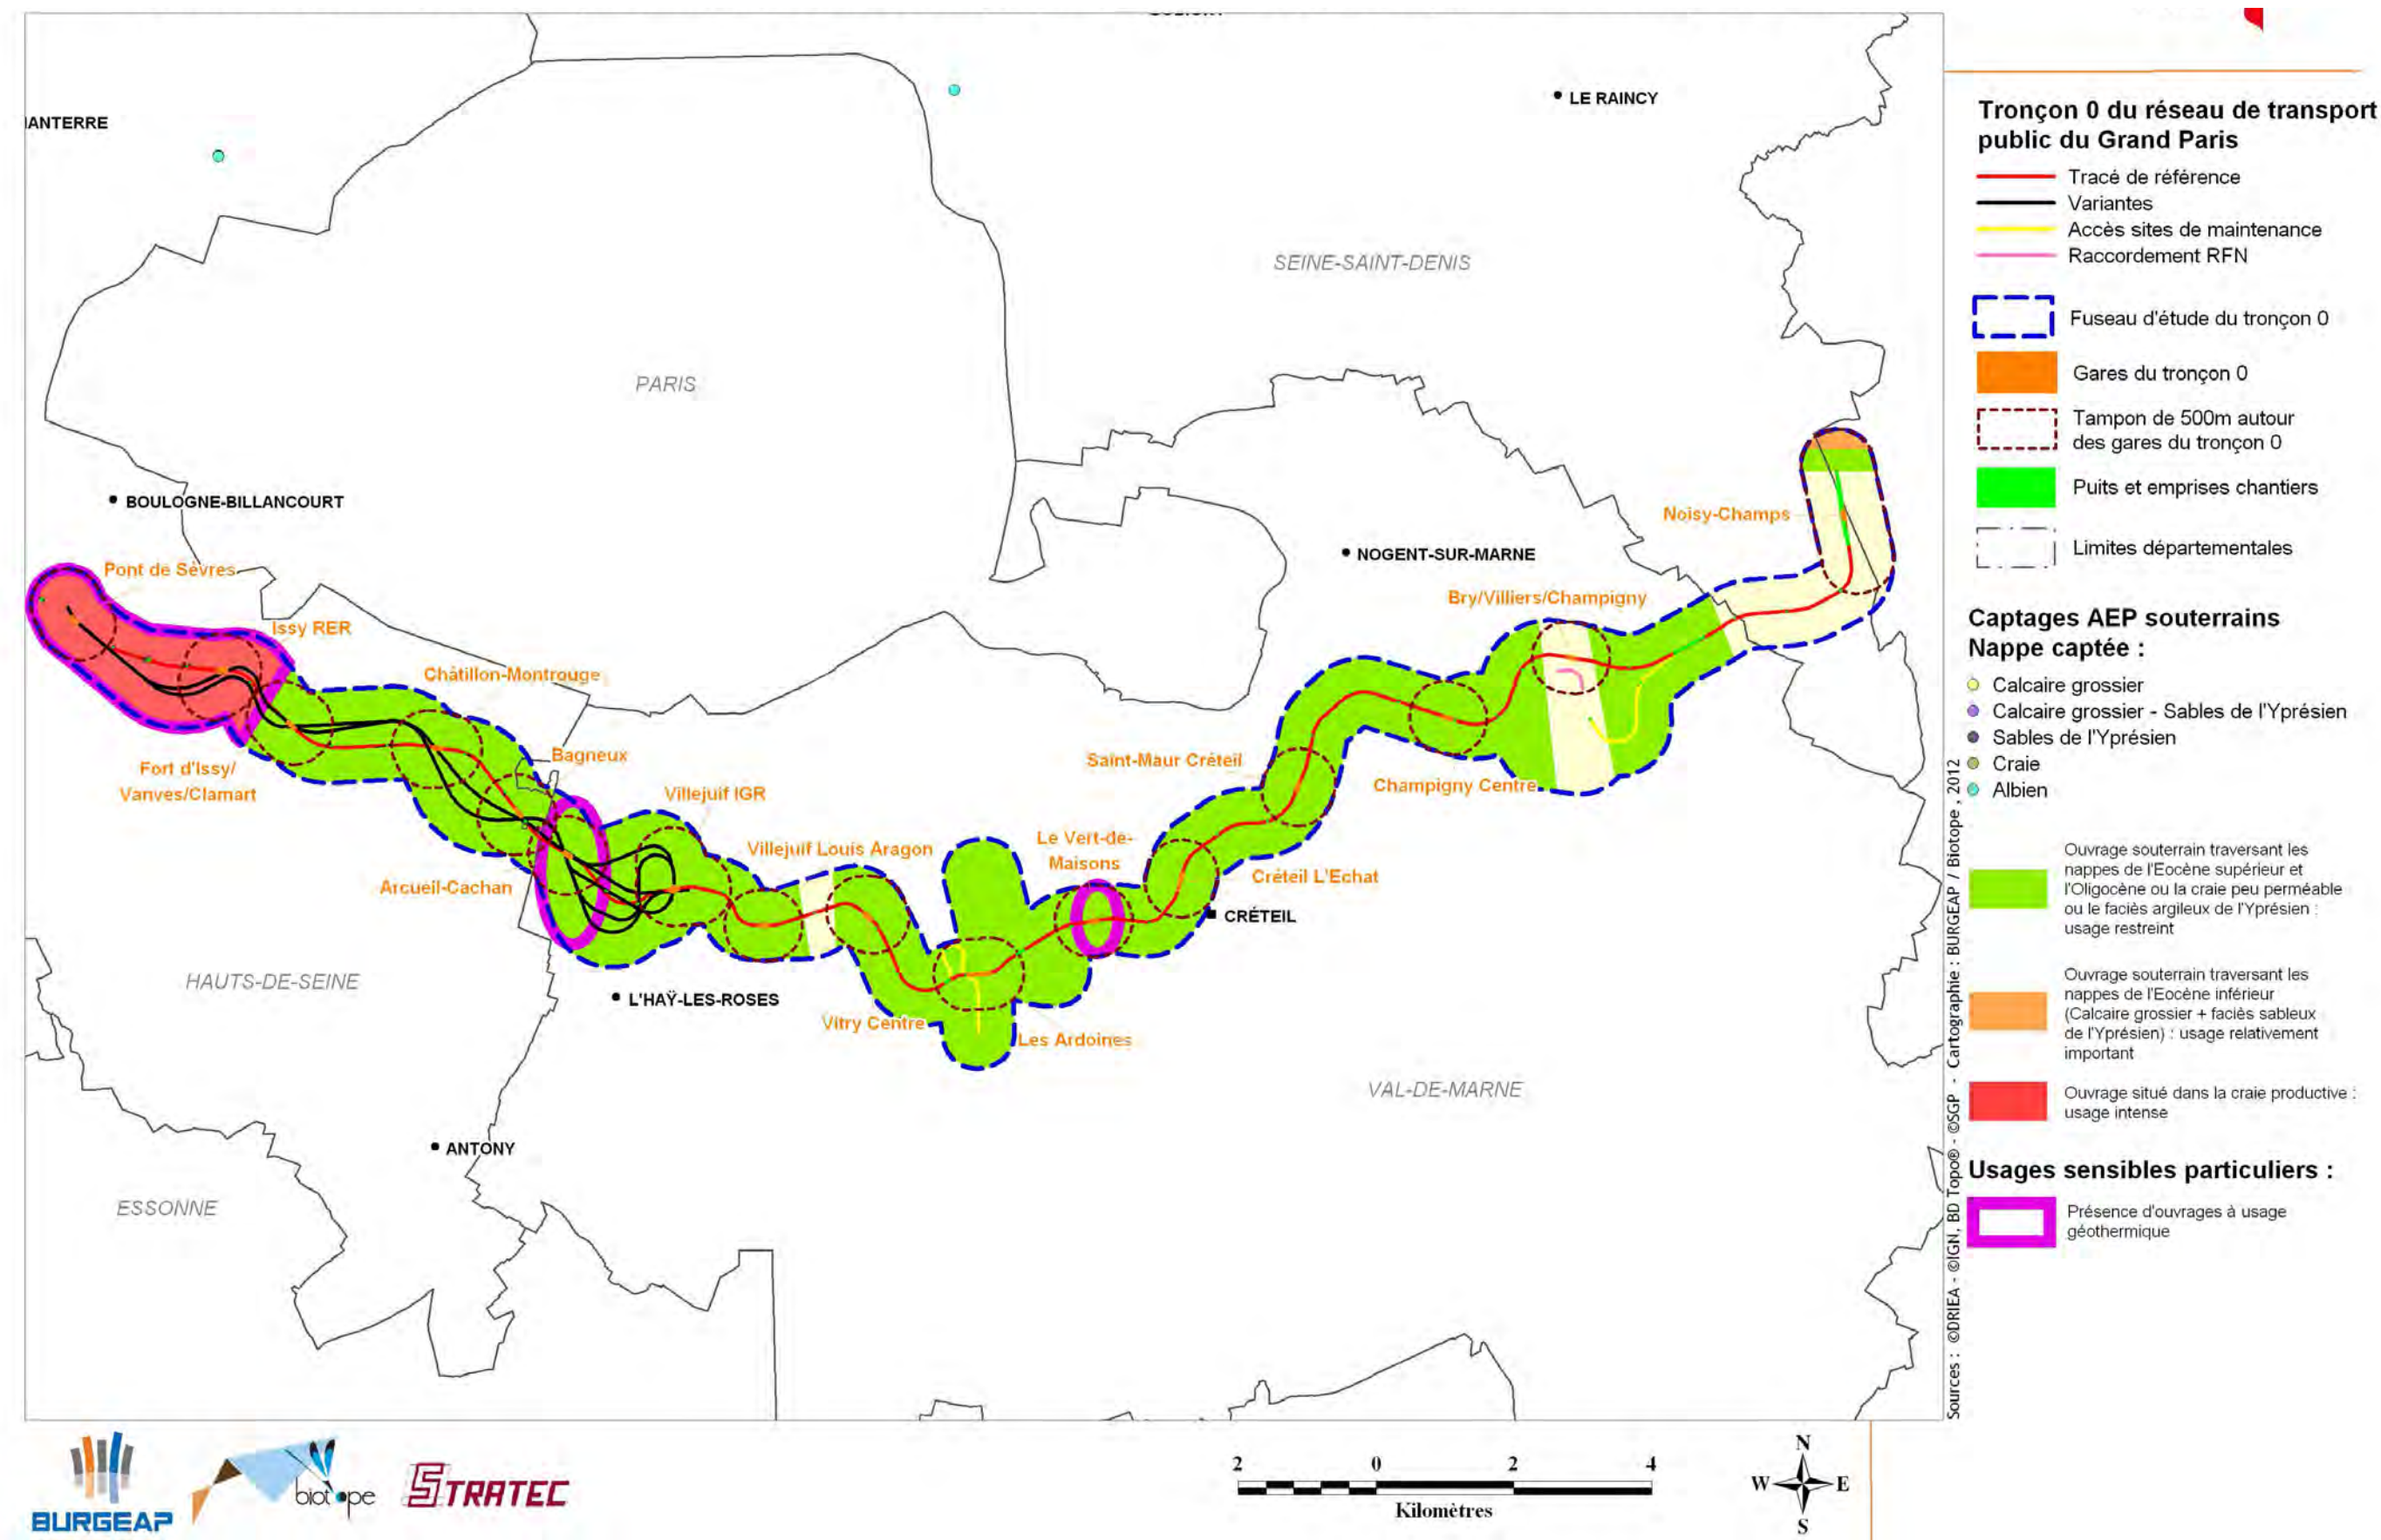 LE RAINCY
SEINE-SAINT-DENIS
PARIS
BOULOGNE-BILLANCOURT
Pont de Sèvres
Issy RER
Châtillon-Montrouge
Fort d'Issy/
Vanves/Clamart
Bagneux
Villejuif IGR
Arcueil-Cachan
Villejuif Louis Aragon
Le Vert-de-
Maisons
Saint-Maur Créteil
Créteil L'Echat
CRÉTEIL
Champigny Centre
Bry/Villiers/Champigny
NOGENT-SUR-MARNE
Noisy-Champs
HAUTS-DE-SEINE
L'HAŸ-LES-ROSES
Vitry Centre
Les Ardoines
VAL-DE-MARNE
ANTONY
ESSONNE
Tronçon 0 du réseau de transport
public du Grand Paris
Tracé de référence
Variantes
Accès sites de maintenance
Raccordement RFN
Fuseau d'étude du tronçon 0
Gares du tronçon 0
Tampon de 500m autour
des gares du tronçon 0
Puits et emprises chantiers
Limites départementales
Captages AEP souterrains
Nappe captée :
Calcaire grossier
Calcaire grossier - Sables de l'Yprésien
Sables de l'Yprésien
Craie
Albien
Ouvrage souterrain traversant les
nappes de l'Eocène supérieur et
l'Oligocène ou la craie peu perméable
ou le faciès argileux de l'Yprésien :
usage restreint
Ouvrage souterrain traversant les
nappes de l'Eocène inférieur
(Calcaire grossier + faciès sableux
de l'Yprésien) : usage relativement
important
Ouvrage situé dans la craie productive :
usage intense
Usages sensibles particuliers :
Présence d'ouvrages à usage
géothermique
Sources : ©DRIEA - ©IGN, BD Topo® - ©SGP - Cartographie : BURGEAP / Biotope, 2012
BURGEAP
biotope
STRATEC
2 0 2 4
Kilomètres
N
W E
S